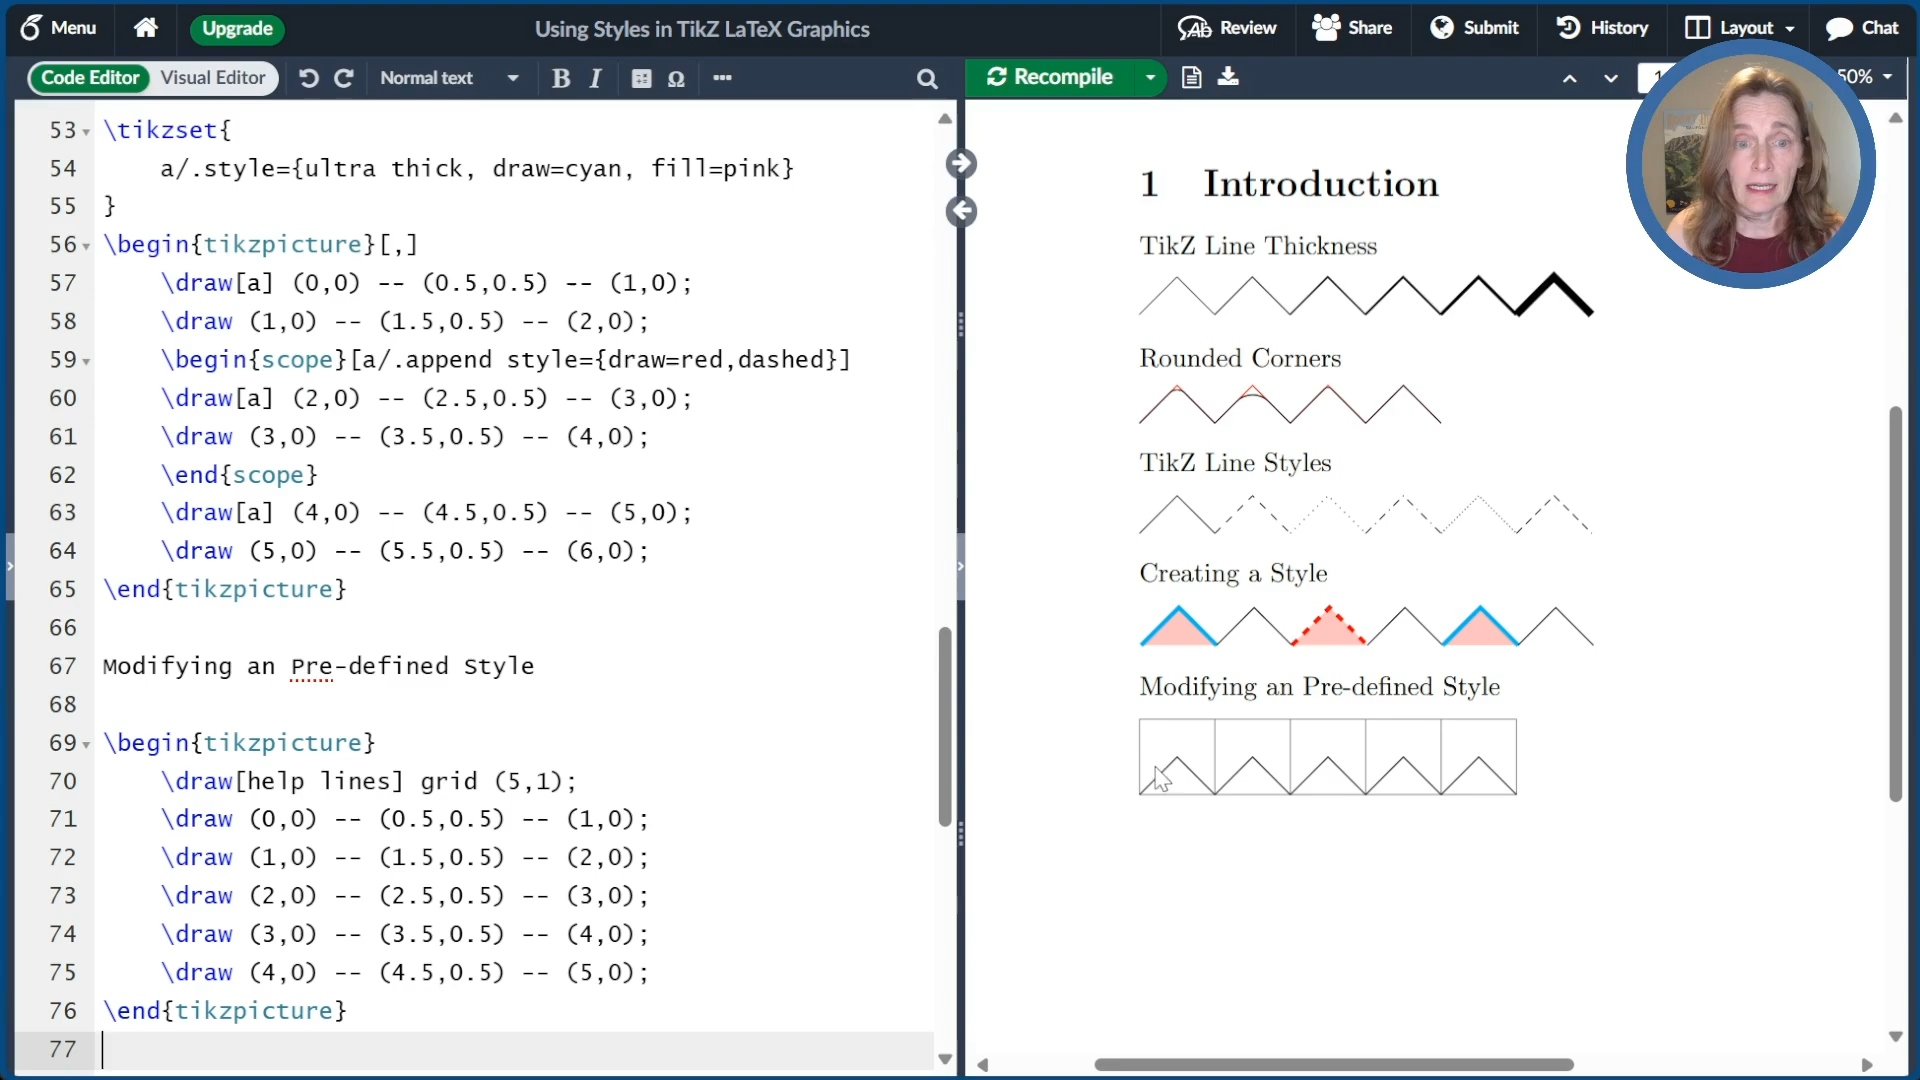 Menu
Upgrade
Using Styles in TikZ LaTeX Graphics
Review
Share
Submit
History
Layout
Chat
Code Editor
Visual Editor
Normal text
B
I
Ω
Recompile
1
50%
53 \tikzset{
54 a/.style={ultra thick, draw=cyan, fill=pink}
55 }
56 \begin{tikzpicture}[,]
57 \draw[a] (0,0) -- (0.5,0.5) -- (1,0);
58 \draw (1,0) -- (1.5,0.5) -- (2,0);
59 \begin{scope}[a/.append style={draw=red,dashed}]
60 \draw[a] (2,0) -- (2.5,0.5) -- (3,0);
61 \draw (3,0) -- (3.5,0.5) -- (4,0);
62 \end{scope}
63 \draw[a] (4,0) -- (4.5,0.5) -- (5,0);
64 \draw (5,0) -- (5.5,0.5) -- (6,0);
65 \end{tikzpicture}
66
67 Modifying an Pre-defined Style
68
69 \begin{tikzpicture}
70 \draw[help lines] grid (5,1);
71 \draw (0,0) -- (0.5,0.5) -- (1,0);
72 \draw (1,0) -- (1.5,0.5) -- (2,0);
73 \draw (2,0) -- (2.5,0.5) -- (3,0);
74 \draw (3,0) -- (3.5,0.5) -- (4,0);
75 \draw (4,0) -- (4.5,0.5) -- (5,0);
76 \end{tikzpicture}
77
1 Introduction
TikZ Line Thickness
Rounded Corners
TikZ Line Styles
Creating a Style
Modifying an Pre-defined Style